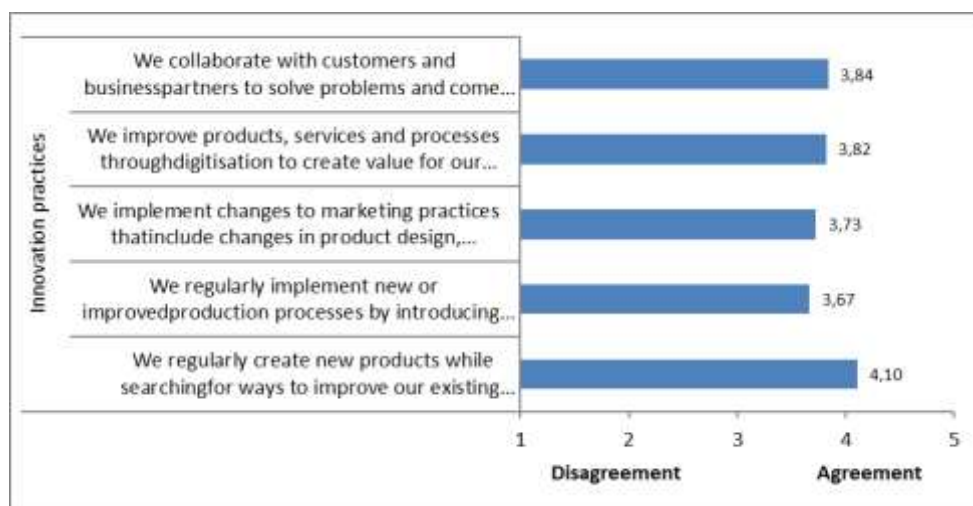 Innovation practices
We collaborate with customers and
businesspartners to solve problems and come...
3,84
We improve products, services and processes
throughdigitisation to create value for our...
3,82
We implement changes to marketing practices
thatinclude changes in product design,...
3,73
We regularly implement new or
improvedproduction processes by introducing...
3,67
We regularly create new products while
searchingfor ways to improve our existing...
4,10
1 2 3 4 5
Disagreement Agreement